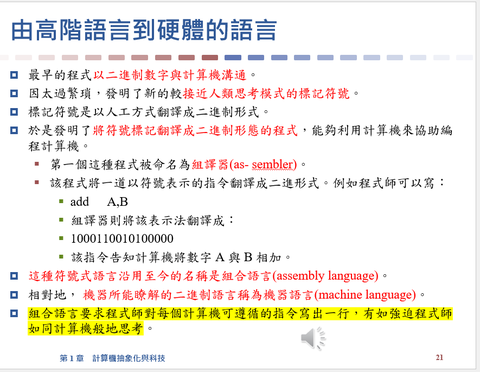 由高階語言到硬體的語言
最早的程式以二進制數字與計算機溝通。
因太過繁瑣，發明了新的較接近人類思考模式的標記符號。
標記符號是以人工方式翻譯成二進制形式。
於是發明了將符號標記翻譯成二進制形態的程式，能夠利用計算機來協助編
程計算機。
第一個這種程式被命名為組譯器(as- sembler)。
該程式將一道以符號表示的指令翻譯成二進形式。例如程式師可以寫：
add A,B
組譯器則將該表示法翻譯成：
1000110010100000
該指令告知計算機將數字 A 與 B 相加。
這種符號式語言沿用至今的名稱是組合語言(assembly language)。
相對地， 機器所能瞭解的二進制語言稱為機器語言(machine language)。
組合語言要求程式師對每個計算機可遵循的指令寫出一行，有如強迫程式師
如同計算機般地思考。
第 1 章 計算機抽象化與科技
21